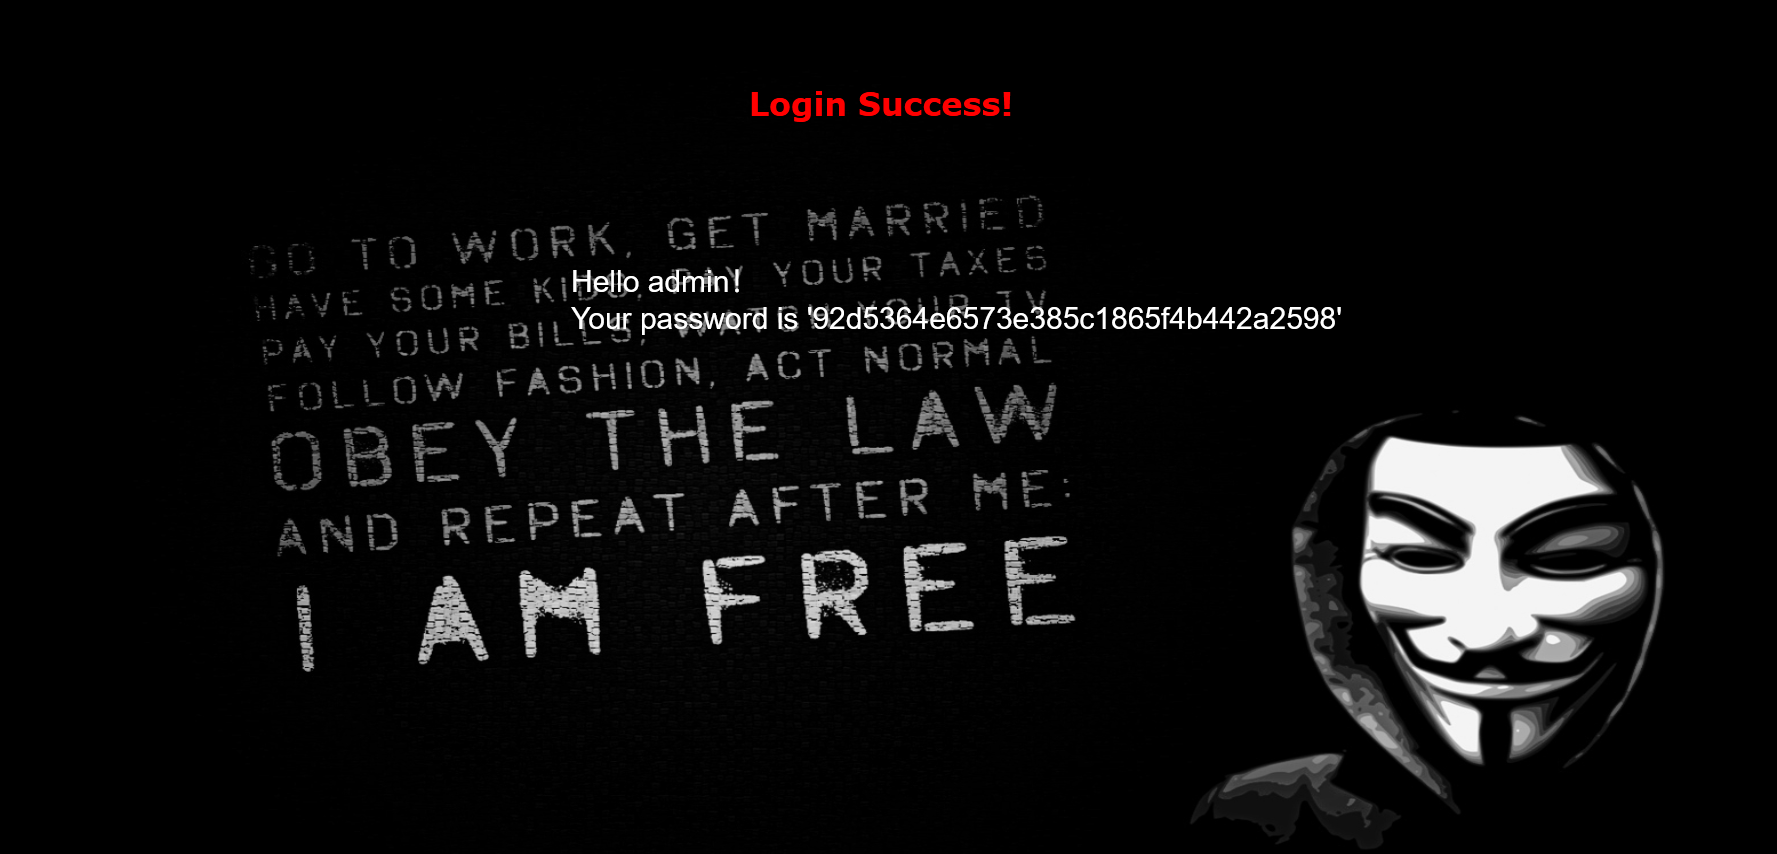 Login Success!
GO TO WORK, GET MARRIED
HAVE SOME KIDS, PAY YOUR TAXES
Hello admin!
PAY YOUR BILLS, WATCH YOUR TV
Your password is '92d5364e6573e385c1865f4b442a2598'
FOLLOW FASHION, ACT NORMAL
OBEY THE LAW
AND REPEAT AFTER ME:
I AM FREE